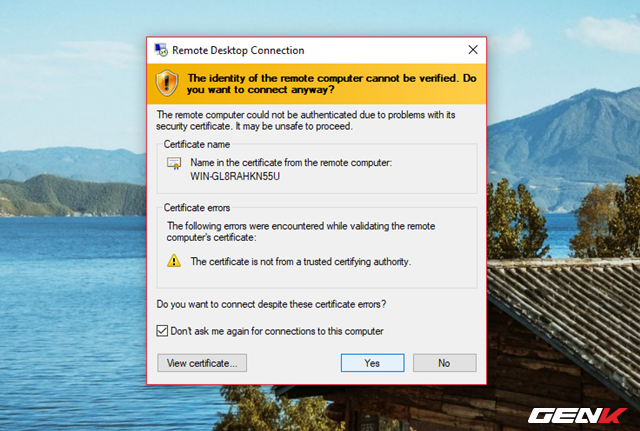 Remote Desktop Connection
The identity of the remote computer cannot be verified. Do
you want to connect anyway?
The remote computer could not be authenticated due to problems with its
security certificate. It may be unsafe to proceed.
Certificate name
Name in the certificate from the remote computer:
WIN-GL8RAHKN55U
Certificate errors
The following errors were encountered while validating the remote
computer's certificate:
The certificate is not from a trusted certifying authority.
Do you want to connect despite these certificate errors?
Don't ask me again for connections to this computer
View certificate...
Yes
No
GENK